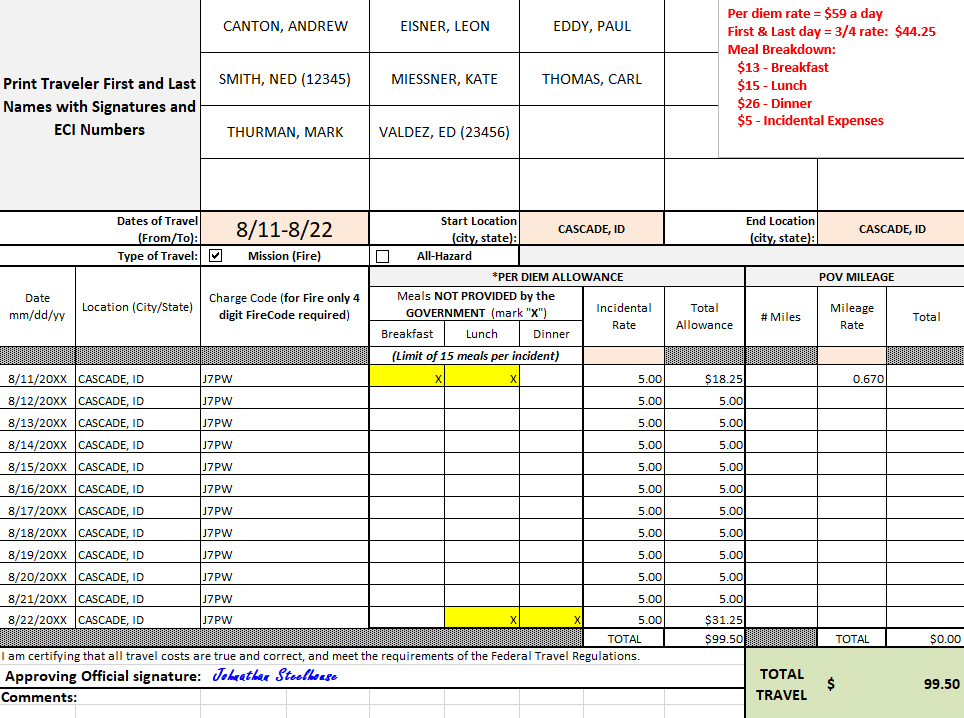 CANTON, ANDREW EISNER, LEON EDDY, PAUL
SMITH, NED (12345) MIESSNER, KATE THOMAS, CARL
THURMAN, MARK VALDEZ, ED (23456)
Print Traveler First and Last
Names with Signatures and
ECI Numbers
Per diem rate = $59 a day
First & Last day = 3/4 rate: $44.25
Meal Breakdown:
$13 - Breakfast
$15 - Lunch
$26 - Dinner
$5 - Incidental Expenses
Dates of Travel
(From/To):
8/11-8/22
Start Location
(city, state):
CASCADE, ID
End Location
(city, state):
CASCADE, ID
Type of Travel: Mission (Fire) All-Hazard
*PER DIEM ALLOWANCE POV MILEAGE
Date
mm/dd/yy
Location (City/State)
Charge Code (for Fire only 4
digit FireCode required)
Meals NOT PROVIDED by the
GOVERNMENT (mark "X")
Breakfast Lunch Dinner
Incidental
Rate
Total
Allowance
# Miles
Mileage
Rate
Total
(Limit of 15 meals per incident)
8/11/20XX CASCADE, ID J7PW X X 5.00 $18.25 0.670
8/12/20XX CASCADE, ID J7PW 5.00 5.00
8/13/20XX CASCADE, ID J7PW 5.00 5.00
8/14/20XX CASCADE, ID J7PW 5.00 5.00
8/15/20XX CASCADE, ID J7PW 5.00 5.00
8/16/20XX CASCADE, ID J7PW 5.00 5.00
8/17/20XX CASCADE, ID J7PW 5.00 5.00
8/18/20XX CASCADE, ID J7PW 5.00 5.00
8/19/20XX CASCADE, ID J7PW 5.00 5.00
8/20/20XX CASCADE, ID J7PW 5.00 5.00
8/21/20XX CASCADE, ID J7PW 5.00 5.00
8/22/20XX CASCADE, ID J7PW X X 5.00 $31.25
TOTAL $99.50 TOTAL $0.00
I am certifying that all travel costs are true and correct, and meet the requirements of the Federal Travel Regulations.
Approving Official signature: Johnathan Steelhouse
Comments:
TOTAL
TRAVEL
$ 99.50